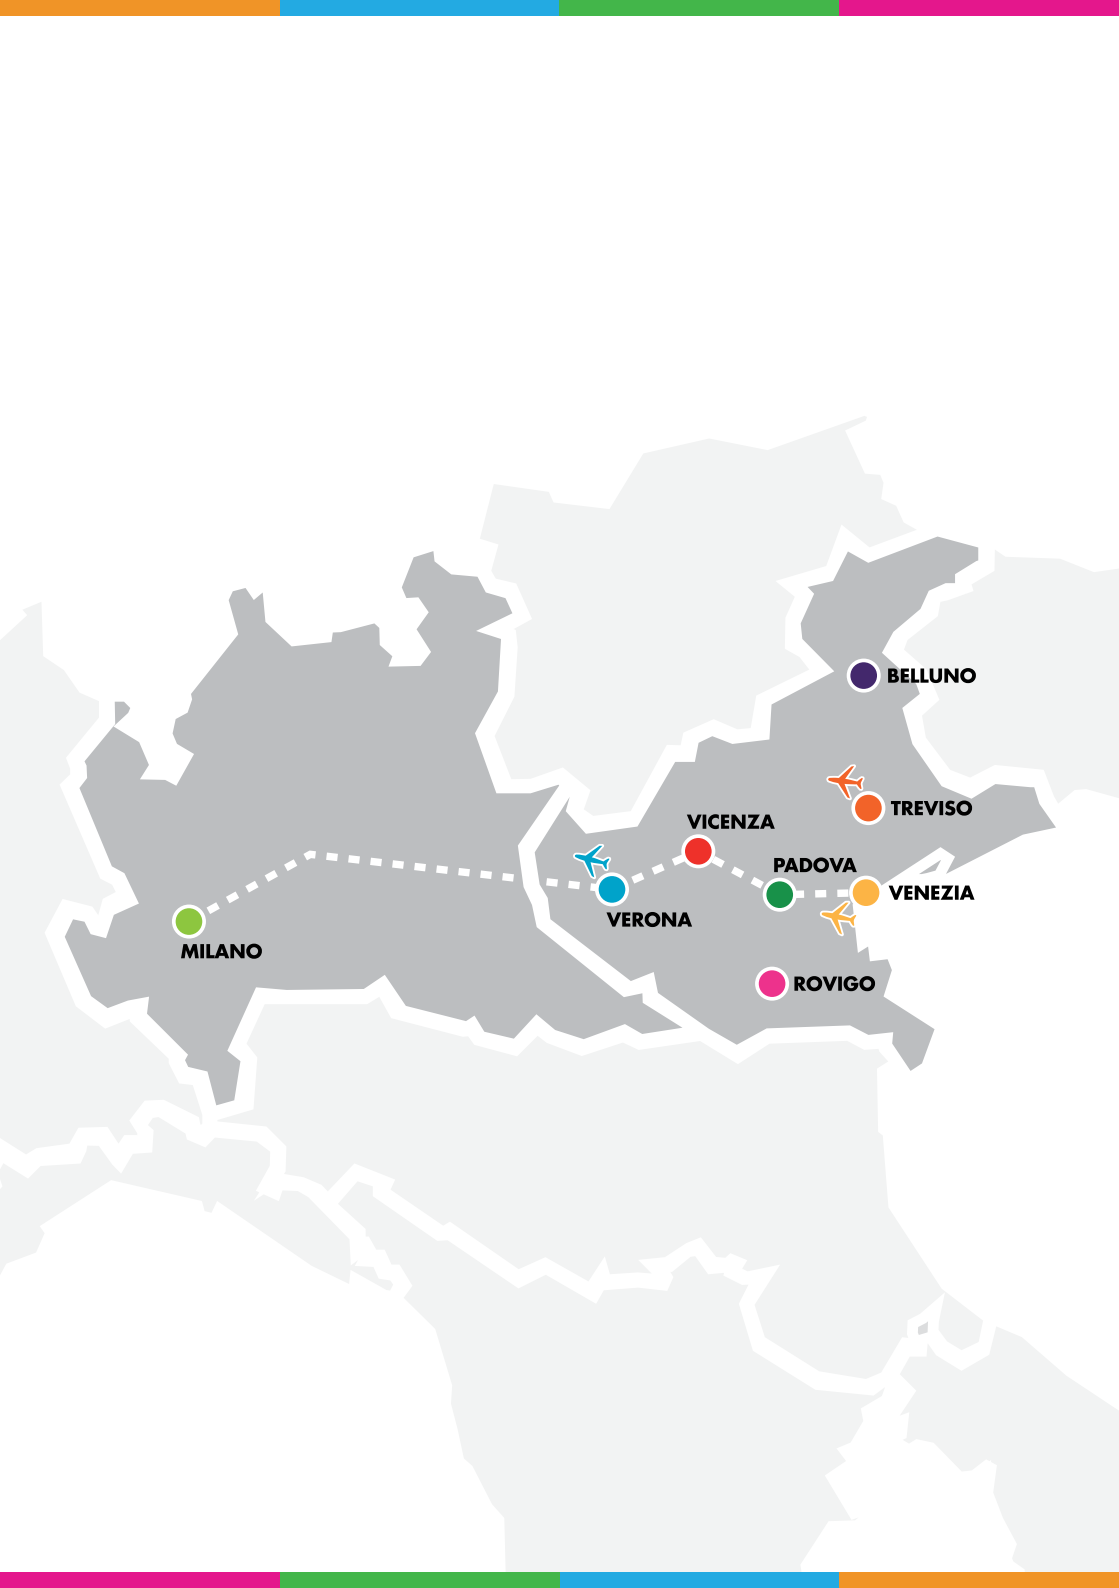 BELLUNO
TREVISO
VICENZA
PADOVA
VENEZIA
VERONA
MILANO
ROVIGO